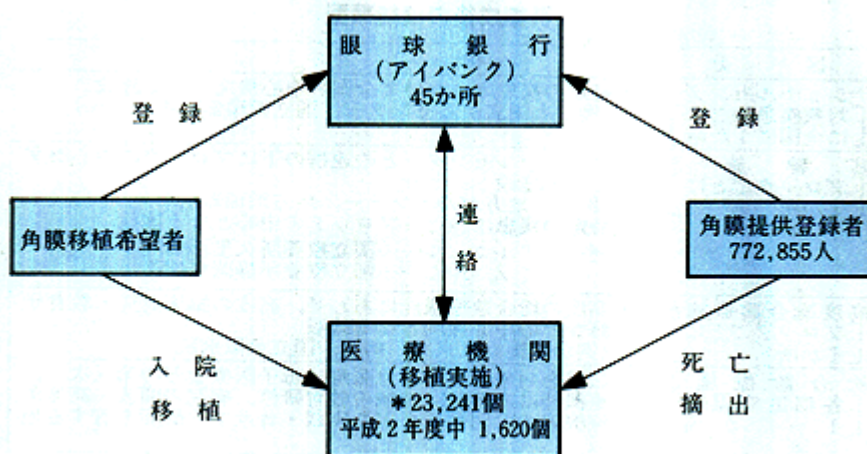 眼球銀行
(アイバンク)
45か所
登録
登録
角膜移植希望者
連絡
角膜提供登録者
772,855人
入院
移植
医療機関
(移植実施)
*23,241個
平成2年度中 1,620個
死亡
摘出